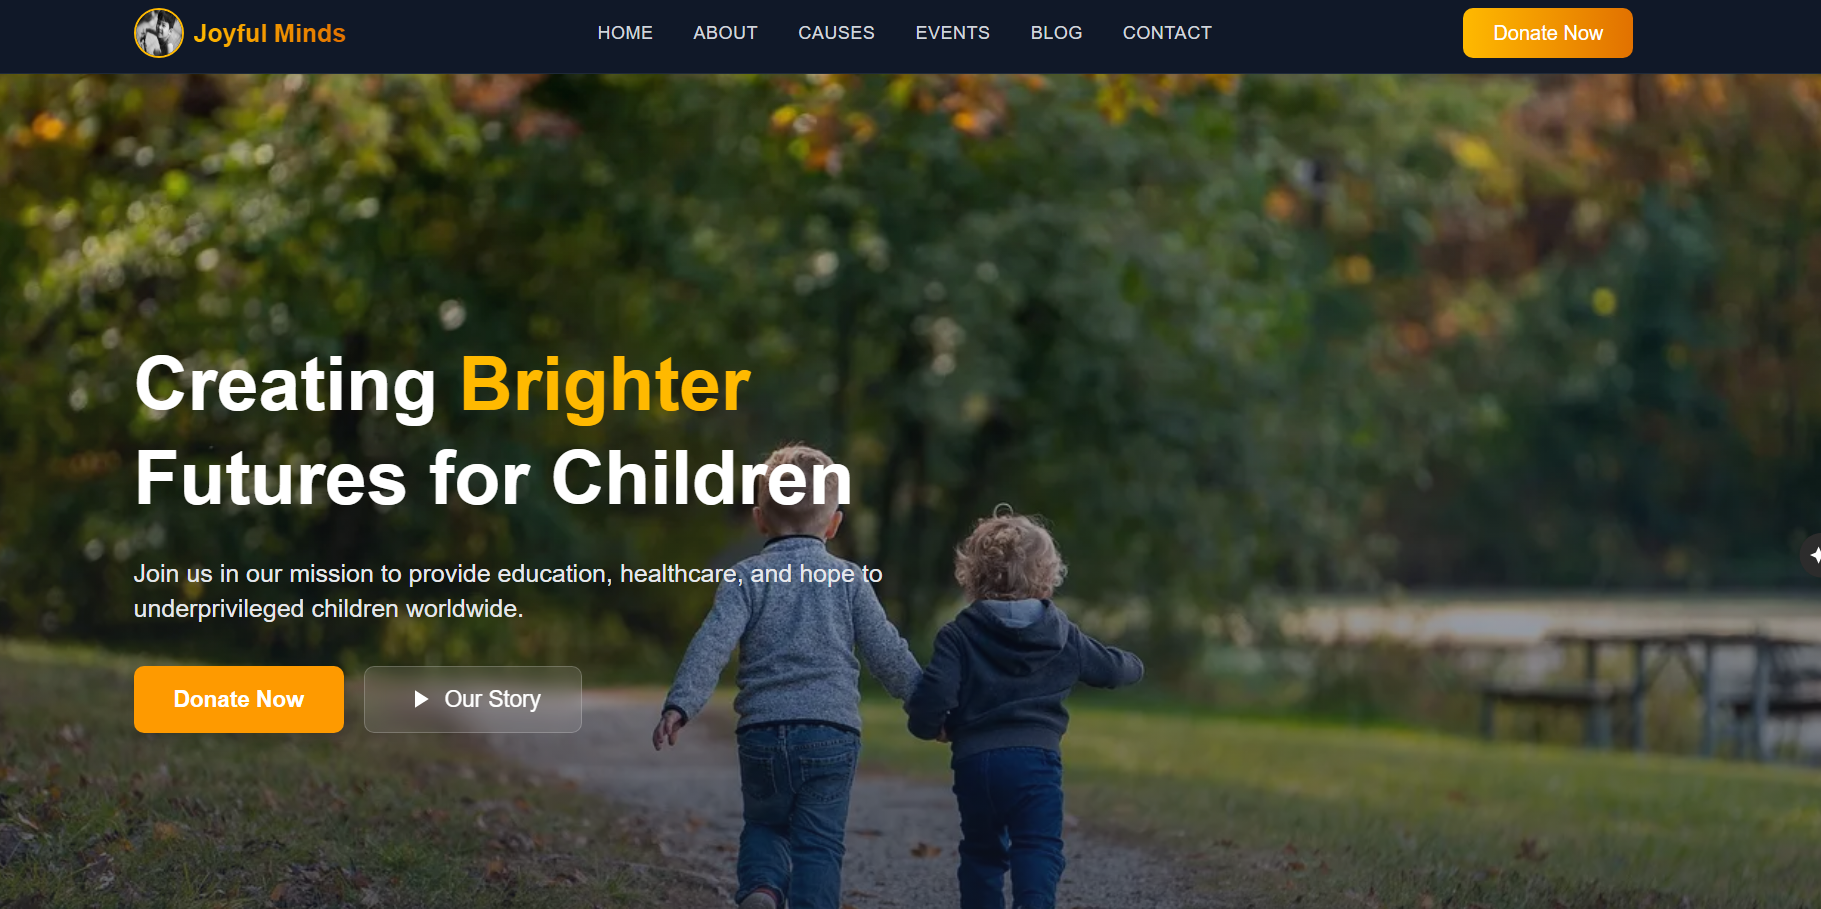 Joyful Minds
HOME
ABOUT
CAUSES
EVENTS
BLOG
CONTACT
Donate Now
Creating Brighter
Futures for Children
Join us in our mission to provide education, healthcare, and hope to
underprivileged children worldwide.
Donate Now
Our Story